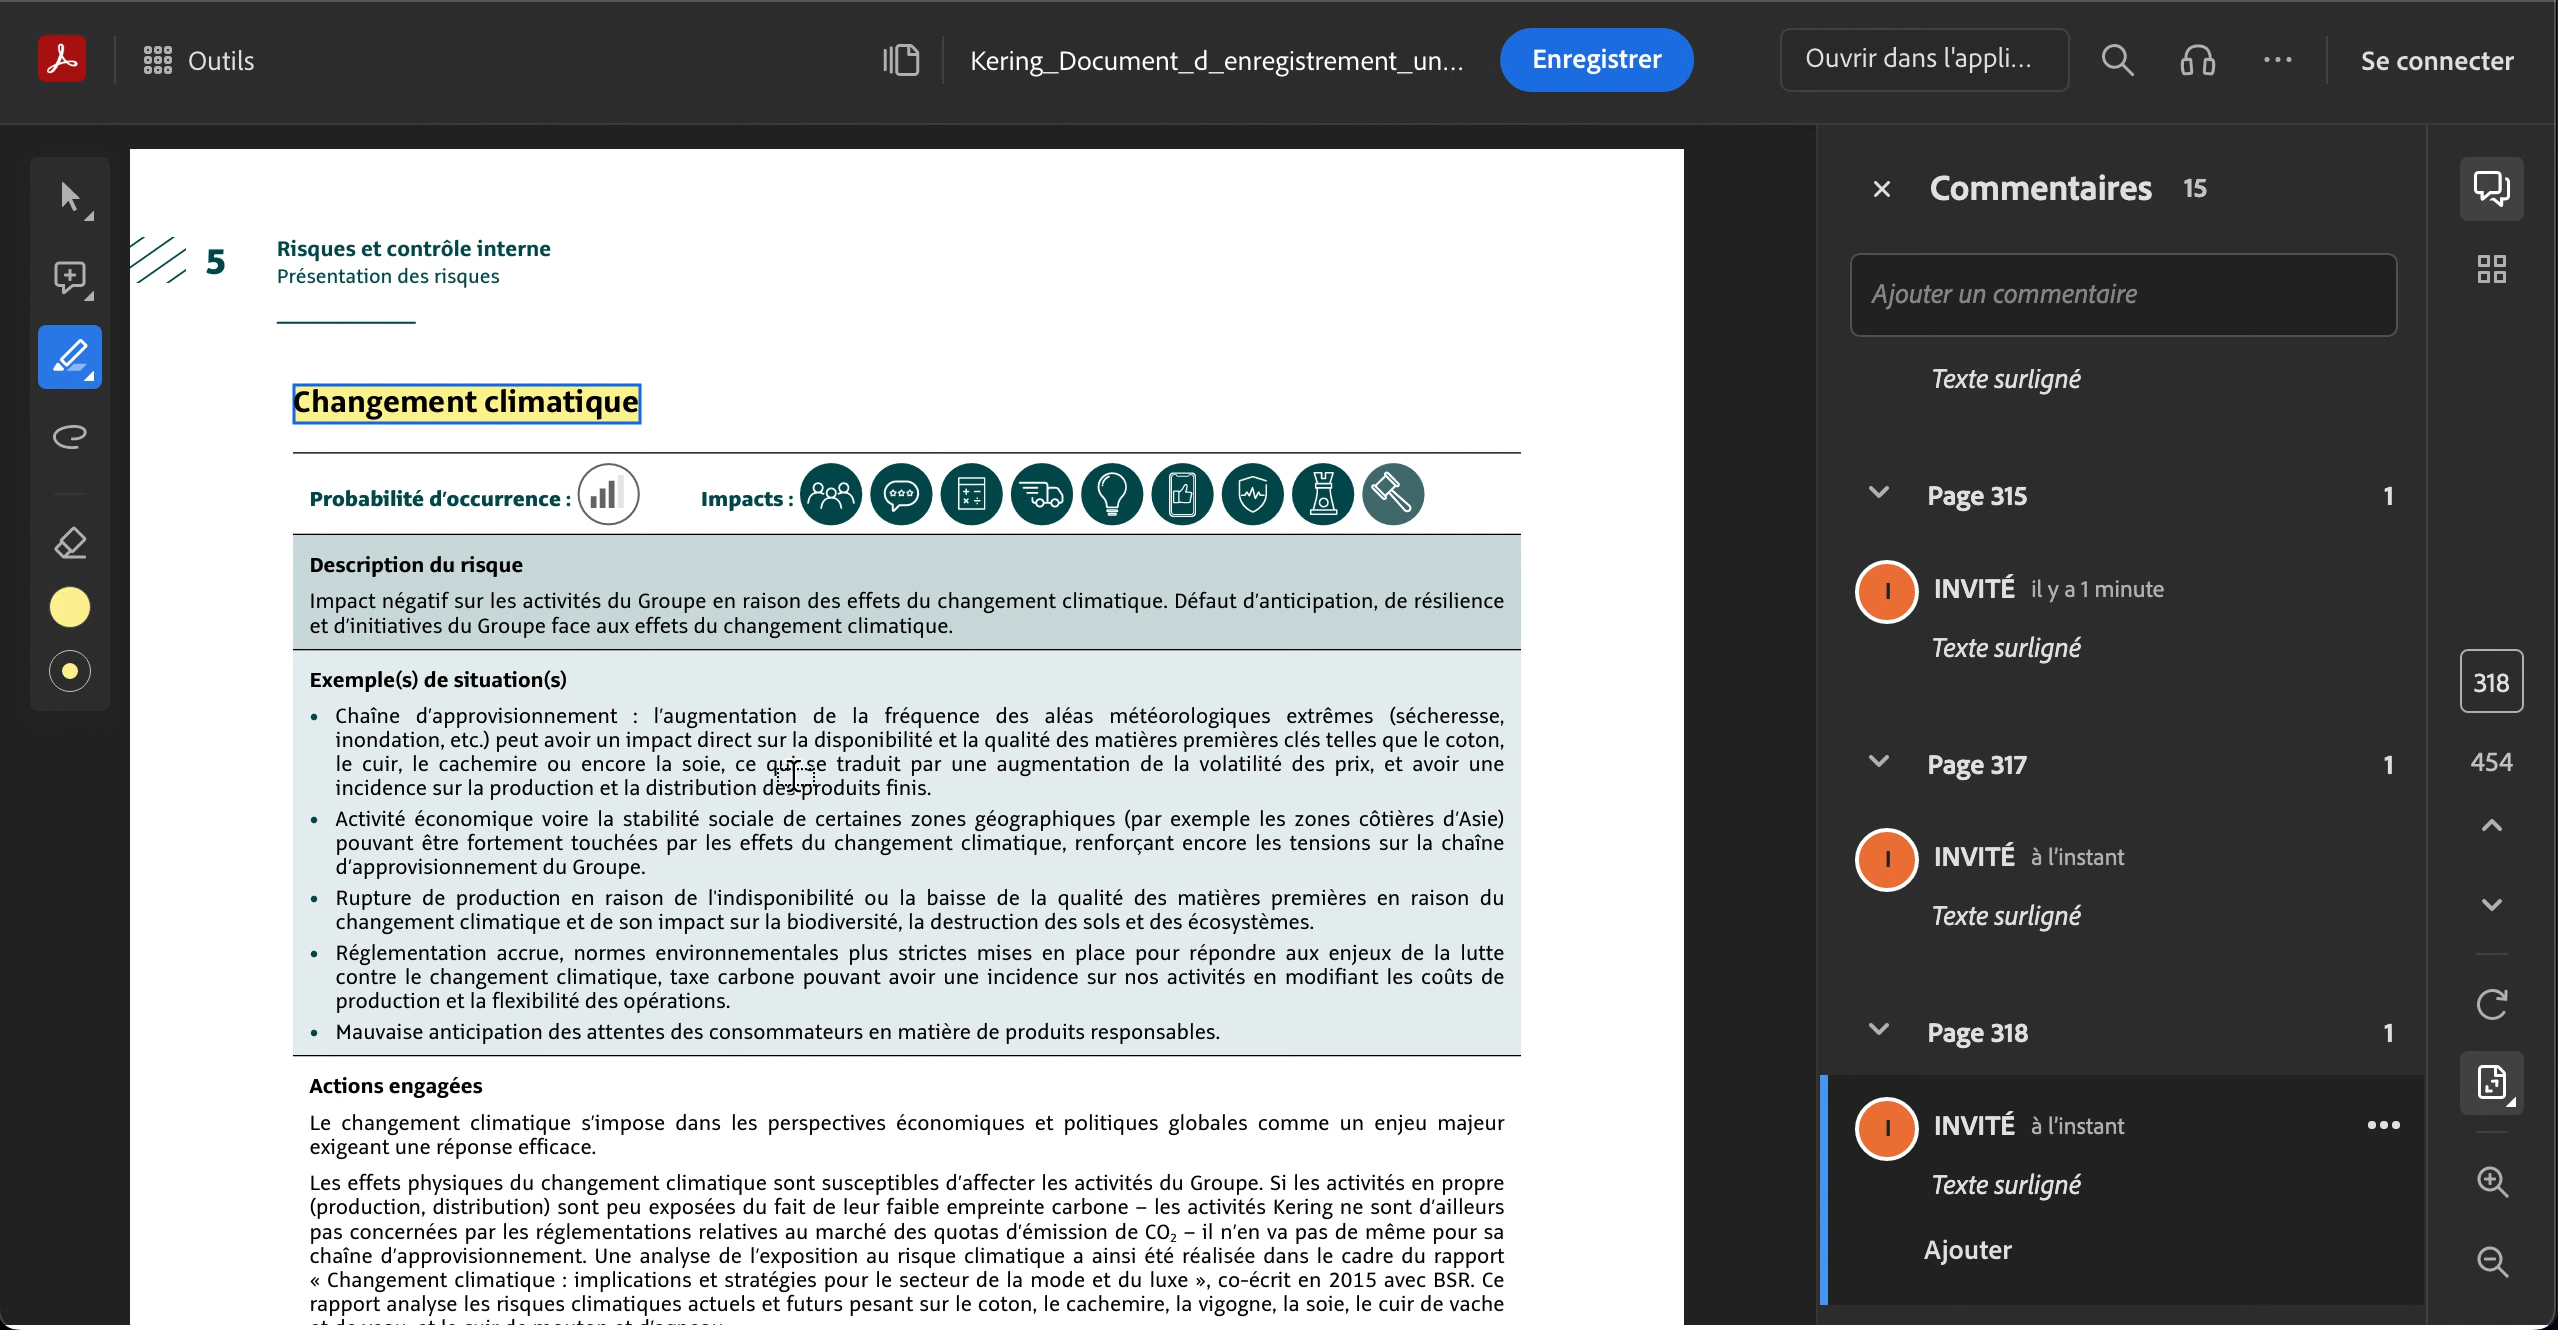 Outils
Kering_Document_d_enregistrement_un...
Enregistrer
Ouvrir dans l'appli...
Se connecter
5
Risques et contrôle interne
Présentation des risques
Changement climatique
Probabilité d'occurrence :
Impacts :
Description du risque
Impact négatif sur les activités du Groupe en raison des effets du changement climatique. Défaut d'anticipation, de résilience
et d'initiatives du Groupe face aux effets du changement climatique.
Exemple(s) de situation(s)
• Chaîne d'approvisionnement : l'augmentation de la fréquence des aléas météorologiques extrêmes (sécheresse,
inondation, etc.) peut avoir un impact direct sur la disponibilité et la qualité des matières premières clés telles que le coton,
le cuir, le cachemire ou encore la soie, ce qui se traduit par une augmentation de la volatilité des prix, et avoir une
incidence sur la production et la distribution des produits finis.
• Activité économique voire la stabilité sociale de certaines zones géographiques (par exemple les zones côtières d'Asie)
pouvant être fortement touchées par les effets du changement climatique, renforçant encore les tensions sur la chaîne
d'approvisionnement du Groupe.
• Rupture de production en raison de l'indisponibilité ou la baisse de la qualité des matières premières en raison du
changement climatique et de son impact sur la biodiversité, la destruction des sols et des écosystèmes.
• Réglementation accrue, normes environnementales plus strictes mises en place pour répondre aux enjeux de la lutte
contre le changement climatique, taxe carbone pouvant avoir une incidence sur nos activités en modifiant les coûts de
production et la flexibilité des opérations.
• Mauvaise anticipation des attentes des consommateurs en matière de produits responsables.
Actions engagées
Le changement climatique s'impose dans les perspectives économiques et politiques globales comme un enjeu majeur
exigeant une réponse efficace.
Les effets physiques du changement climatique sont susceptibles d'affecter les activités du Groupe. Si les activités en propre
(production, distribution) sont peu exposées du fait de leur faible empreinte carbone – les activités Kering ne sont d'ailleurs
pas concernées par les réglementations relatives au marché des quotas d'émission de CO₂ – il n'en va pas de même pour sa
chaîne d'approvisionnement. Une analyse de l'exposition au risque climatique a ainsi été réalisée dans le cadre du rapport
« Changement climatique : implications et stratégies pour le secteur de la mode et du luxe », co-écrit en 2015 avec BSR. Ce
rapport analyse les risques climatiques actuels et futurs pesant sur le coton, le cachemire, la vigogne, la soie, le cuir de vache
Commentaires 15
Ajouter un commentaire
Texte surligné
Page 315 1
I
INVITÉ il y a 1 minute
Texte surligné
Page 317 1
I
INVITÉ à l'instant
Texte surligné
Page 318 1
I
INVITÉ à l'instant
Texte surligné
Ajouter
318
454